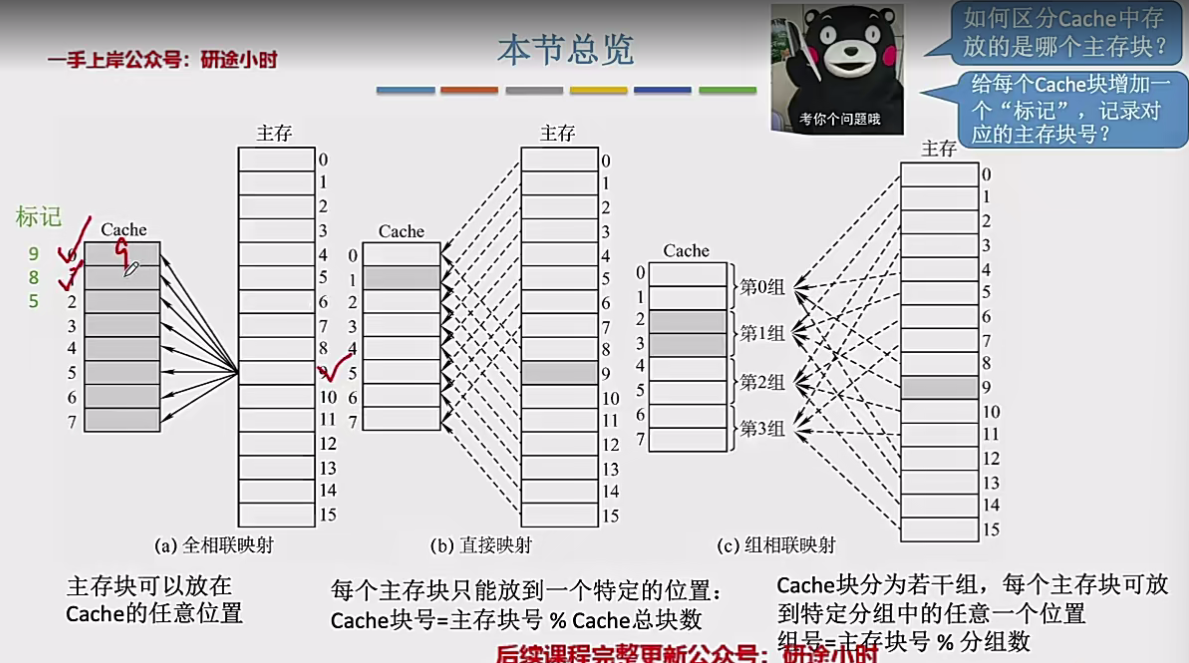 一手上岸公众号：研途小时
本节总览
考你个问题哦
如何区分Cache中存
放的是哪个主存块？
给每个Cache块增加一
个“标记”，记录对
应的主存块号？
标记
9
8
5
Cache
9
0
1
2
3
4
5
6
7
主存
0
1
2
3
4
5
6
7
8
9
10
11
12
13
14
15
(a) 全相联映射
主存块可以放在
Cache的任意位置
Cache
0
1
2
3
4
5
6
7
主存
0
1
2
3
4
5
6
7
8
9
10
11
12
13
14
15
(b) 直接映射
每个主存块只能放到一个特定的位置：
Cache块号=主存块号 % Cache总块数
Cache
0
1
2
3
4
5
6
7
第0组
第1组
第2组
第3组
主存
0
1
2
3
4
5
6
7
8
9
10
11
12
13
14
15
(c) 组相联映射
Cache块分为若干组，每个主存块可放
到特定分组中的任意一个位置
组号=主存块号 % 分组数
后续课程完整更新公众号：研途小时